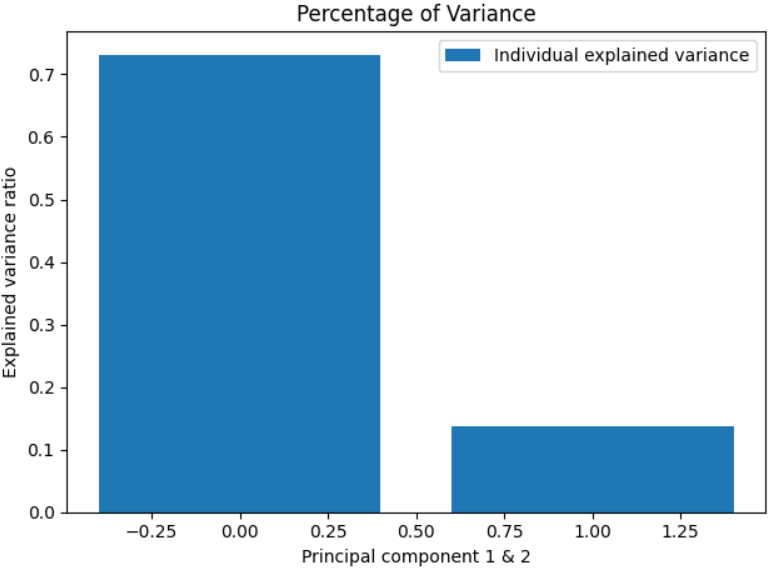 Percentage of Variance
Individual explained variance
Explained variance ratio
0.7
0.6
0.5
0.4
0.3
0.2
0.1
0.0
−0.25 0.00 0.25 0.50 0.75 1.00 1.25
Principal component 1 & 2